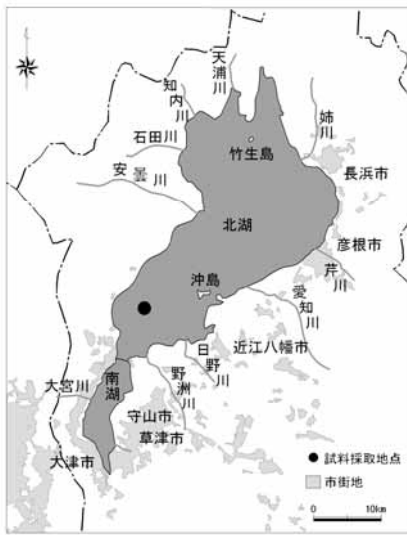 天浦川
知内川
石田川
安曇川
姉川
竹生島
長浜市
北湖
彦根市
芹川
沖島
愛知川
近江八幡市
日野川
野洲川
大宮川
南湖
守山市
草津市
大津市
試料採取地点
市街地
0 10km